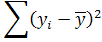 ∑(yᵢ − y̅)²